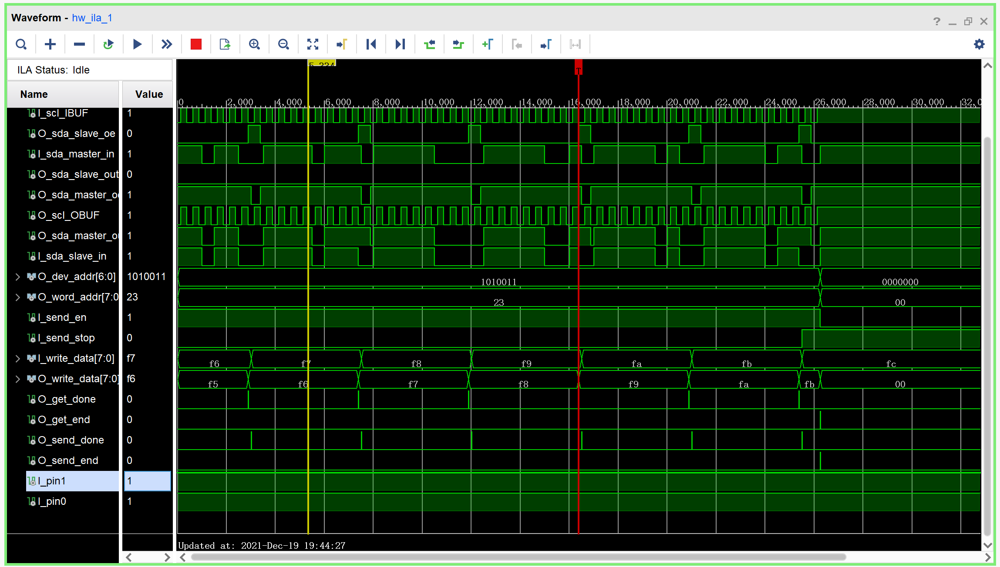 Waveform - hw_ila_1
ILA Status: Idle
Name Value
0 2,000 4,000 6,000 8,000 10,000 12,000 14,000 16,000 18,000 20,000 22,000 24,000 26,000 28,000 30,000 32,0
T
I_scl_IBUF 1
O_sda_slave_oe 0
I_sda_master_in 1
O_sda_slave_out 0
O_sda_master_o 1
O_scl_OBUF 1
O_sda_master_ou 1
I_sda_slave_in 1
O_dev_addr[6:0] 1010011 1010011 0000000
O_word_addr[7:0 23 23 00
I_send_en 1
I_send_stop 0
I_write_data[7:0] f7 f6 f7 f8 f9 fa fb fc
O_write_data[7:0] f6 f5 f6 f7 f8 f9 fa fb 00
O_get_done 0
O_get_end 0
O_send_done 0
O_send_end 0
I_pin1 1
I_pin0 1
Updated at: 2021-Dec-19 19:44:27